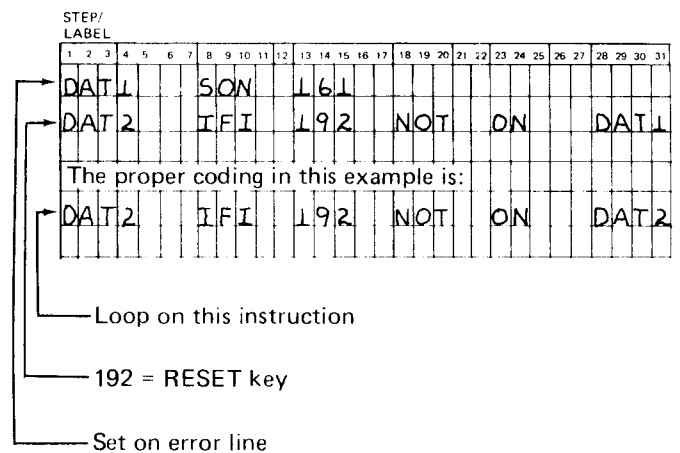 STEP/
LABEL
1 2 3 4 5 6 7 8 9 10 11 12 13 14 15 16 17 18 19 20 21 22 23 24 25 26 27 28 29 30 31
DAT1 SON 161
DAT2 IFI 192 NOT ON DAT1
The proper coding in this example is:
DAT2 IFI 192 NOT ON DAT2
Loop on this instruction
192 = RESET key
Set on error line